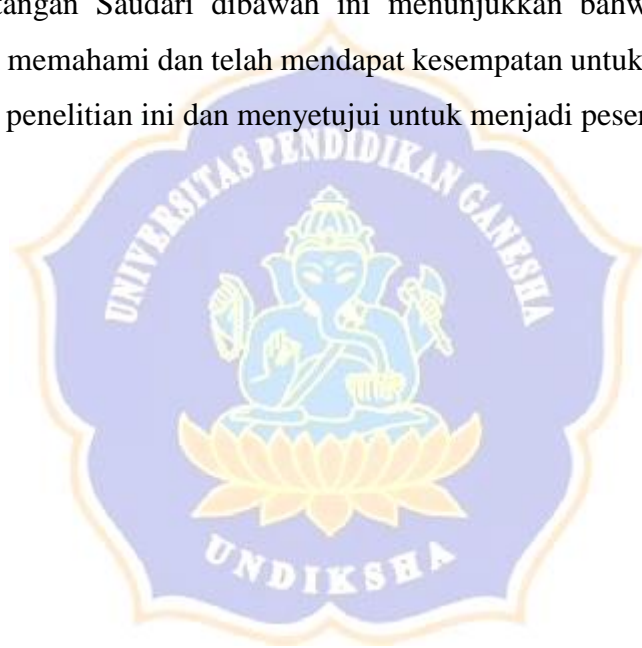 tangan Saudari dibawah ini menunjukkan bahw
memahami dan telah mendapat kesempatan untuk
penelitian ini dan menyetujui untuk menjadi peser
UNIVERSITAS PENDIDIKAN GANESHA
UNDIKSHA